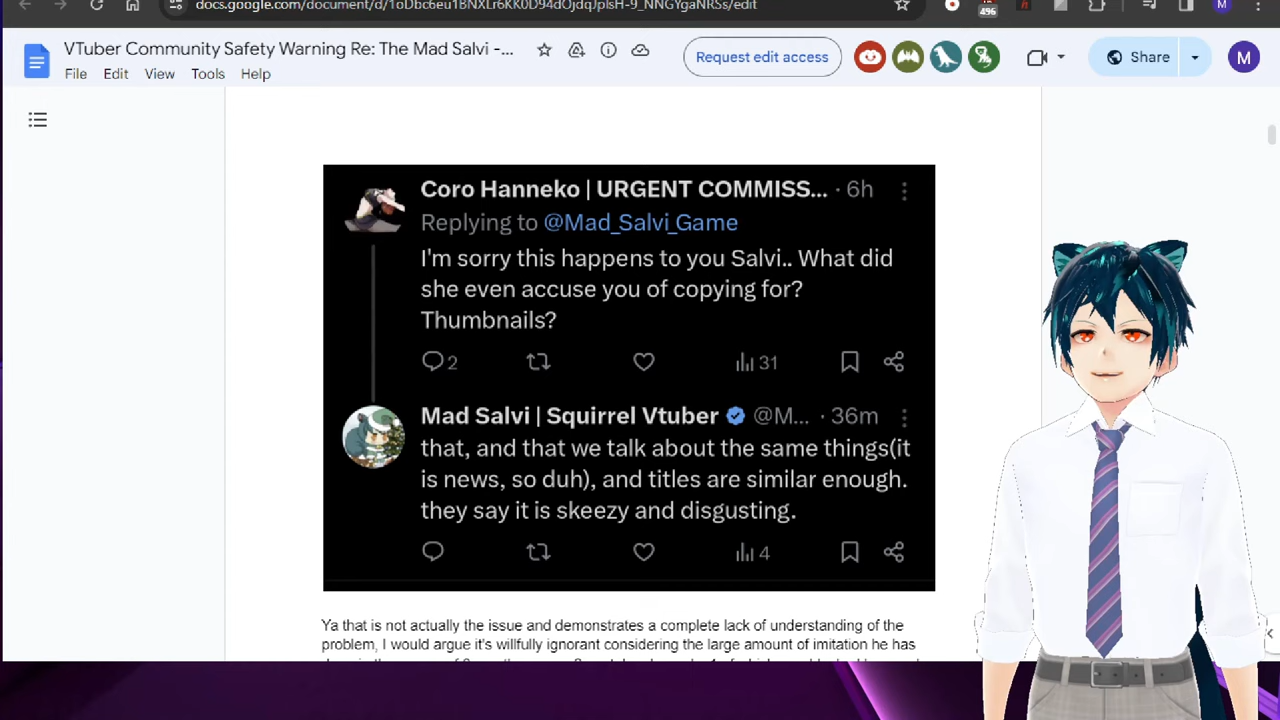 docs.google.com/document/d/1oDbc6eu1BNXLr6KK0D94dOjdqJplsH-9_NNGYgaNRSs/edit
496
VTuber Community Safety Warning Re: The Mad Salvi -...
File Edit View Tools Help
Request edit access
Share
M
Coro Hanneko | URGENT COMMISS... · 6h
Replying to @Mad_Salvi_Game
I'm sorry this happens to you Salvi.. What did
she even accuse you of copying for?
Thumbnails?
2 31
Mad Salvi | Squirrel Vtuber @M... · 36m
that, and that we talk about the same things(it
is news, so duh), and titles are similar enough.
they say it is skeezy and disgusting.
4
Ya that is not actually the issue and demonstrates a complete lack of understanding of the
problem, I would argue it's willfully ignorant considering the large amount of imitation he has